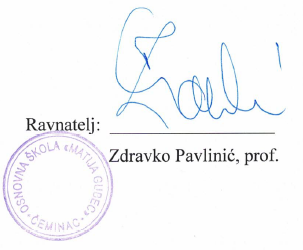 Ravnatelj:
Zdravko Pavlinić, prof.
OSNOVNA ŠKOLA «MATIJA GUBEC»
ČEMINAC